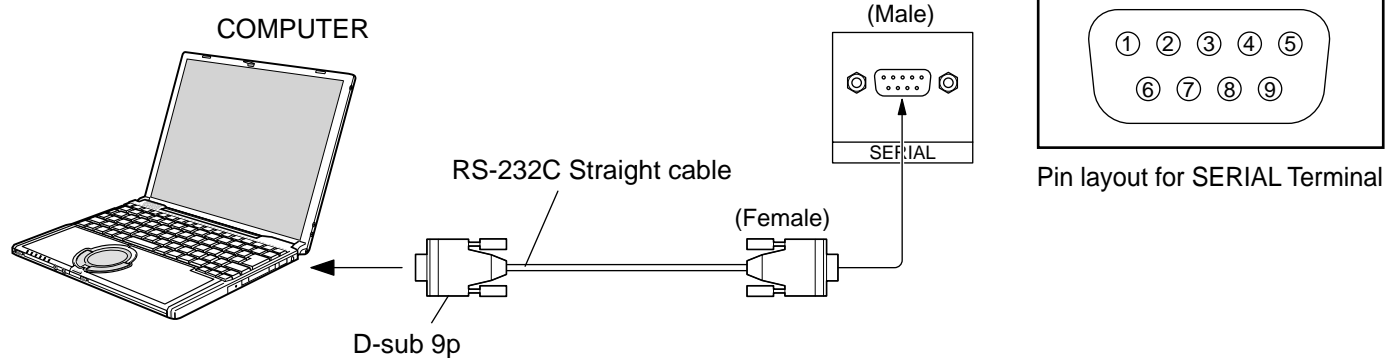 COMPUTER
(Male)
SERIAL
RS-232C Straight cable
(Female)
D-sub 9p
① ② ③ ④ ⑤
⑥ ⑦ ⑧ ⑨
Pin layout for SERIAL Terminal